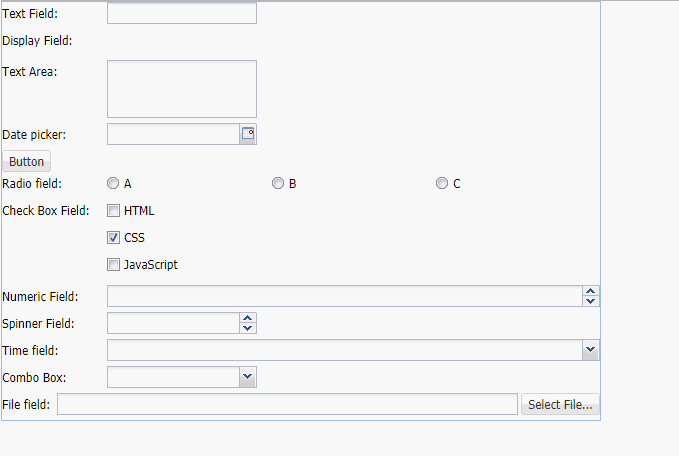 Text Field:
Display Field:
Text Area:
Date picker:
Button
Radio field: A B C
Check Box Field: HTML
CSS
JavaScript
Numeric Field:
Spinner Field:
Time field:
Combo Box:
File field: Select File...